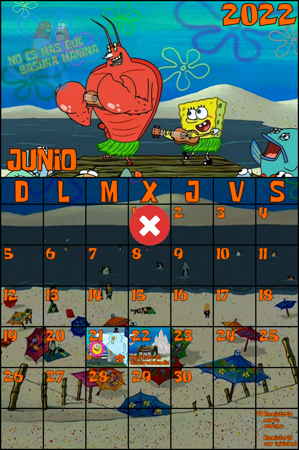 2022
NO ES MAS QUE
BASURA MARINA
JUNIO
D L M X J V S
1 2 3 4
5 6 7 8 9 10 11
12 13 14 15 16 17 18
19 20 21 22 23 24 25
26 27 28 29 30